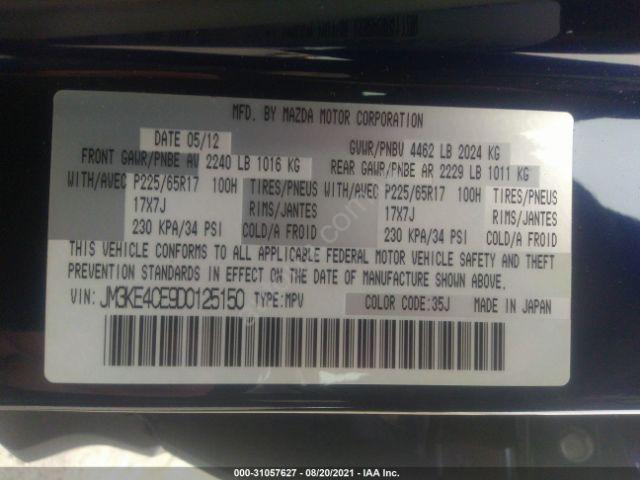 MFD. BY MAZDA MOTOR CORPORATION
DATE 05/12 GVWR/PNBV 4462 LB 2024 KG
FRONT GAWR/PNBE AV 2240 LB 1016 KG REAR GAWR/PNBE AR 2229 LB 1011 KG
WITH/AVEC P225/65R17 100H TIRES/PNEUS WITH/AVEC P225/65R17 100H TIRES/PNEUS
17X7J RIMS/JANTES 17X7J RIMS/JANTES
230 KPA/34 PSI COLD/A FROID 230 KPA/34 PSI COLD/A FROID
THIS VEHICLE CONFORMS TO ALL APPLICABLE FEDERAL MOTOR VEHICLE SAFETY AND THEFT
PREVENTION STANDARDS IN EFFECT ON THE DATE OF MANUFACTURE SHOWN ABOVE.
VIN: JM3KE4CE9D0125150 TYPE:MPV COLOR CODE:35J MADE IN JAPAN
000-31057627 - 08/20/2021 - IAA Inc.